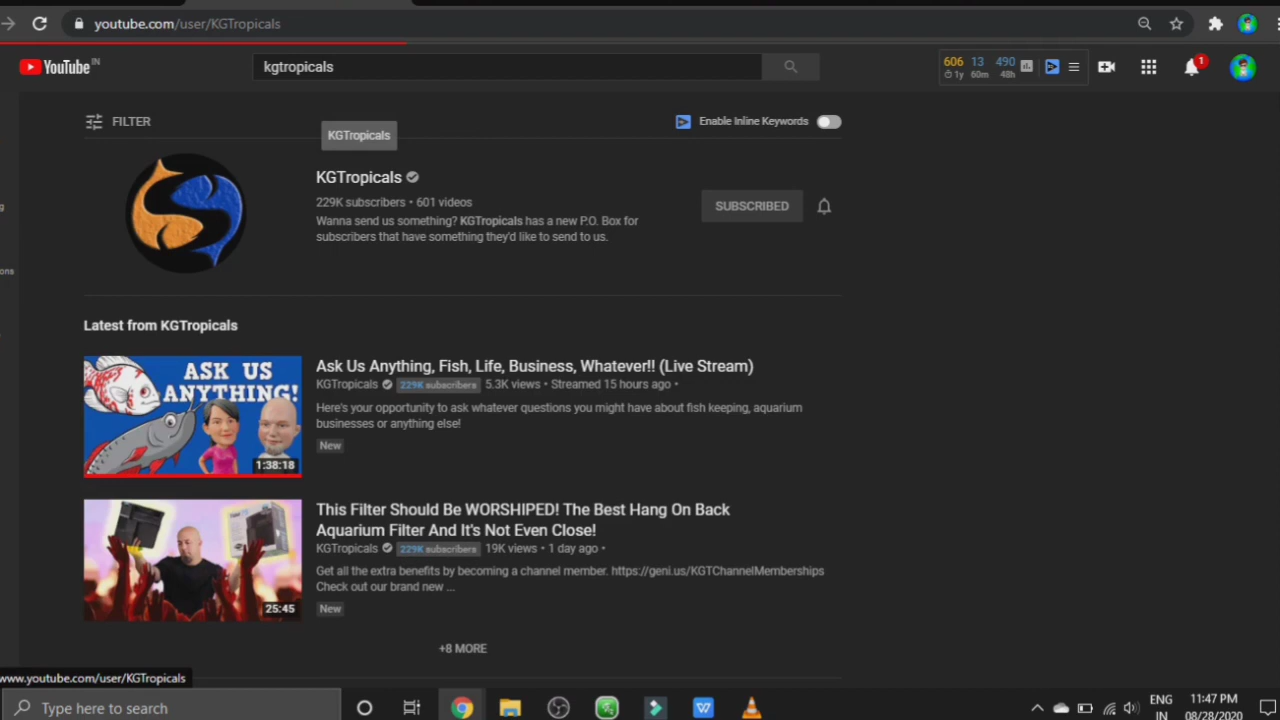 youtube.com/user/KGTropicals
YouTube IN
kgtropicals
606 13 490
1y 60m 48h
1
FILTER
Enable Inline Keywords
KGTropicals
KGTropicals
229K subscribers • 601 videos
Wanna send us something? KGTropicals has a new P.O. Box for
subscribers that have something they'd like to send to us.
SUBSCRIBED
Latest from KGTropicals
ASK US
ANYTHING!
1:38:18
Ask Us Anything, Fish, Life, Business, Whatever!! (Live Stream)
KGTropicals 229K subscribers 5.3K views • Streamed 15 hours ago •
Here's your opportunity to ask whatever questions you might have about fish keeping, aquarium
businesses or anything else!
New
25:45
This Filter Should Be WORSHIPED! The Best Hang On Back
Aquarium Filter And It's Not Even Close!
KGTropicals 229K subscribers 19K views • 1 day ago •
Get all the extra benefits by becoming a channel member. https://geni.us/KGTChannelMemberships
Check out our brand new ...
New
+8 MORE
www.youtube.com/user/KGTropicals
Type here to search
ENG
IN
11:47 PM
08/28/2020